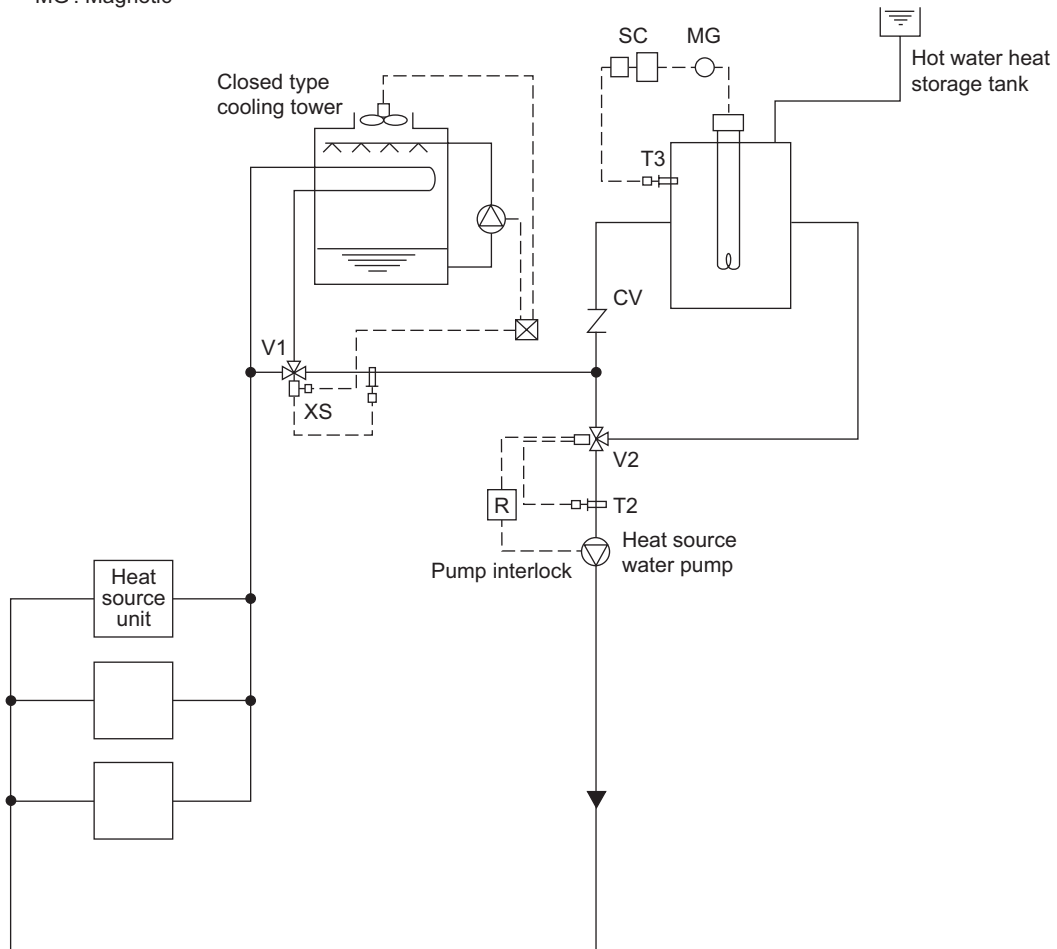 MG : Magnetic
SC
MG
Hot water heat
storage tank
Closed type
cooling tower
T3
CV
V1
XS
V2
R
T2
Pump interlock
Heat source
water pump
Heat
source
unit